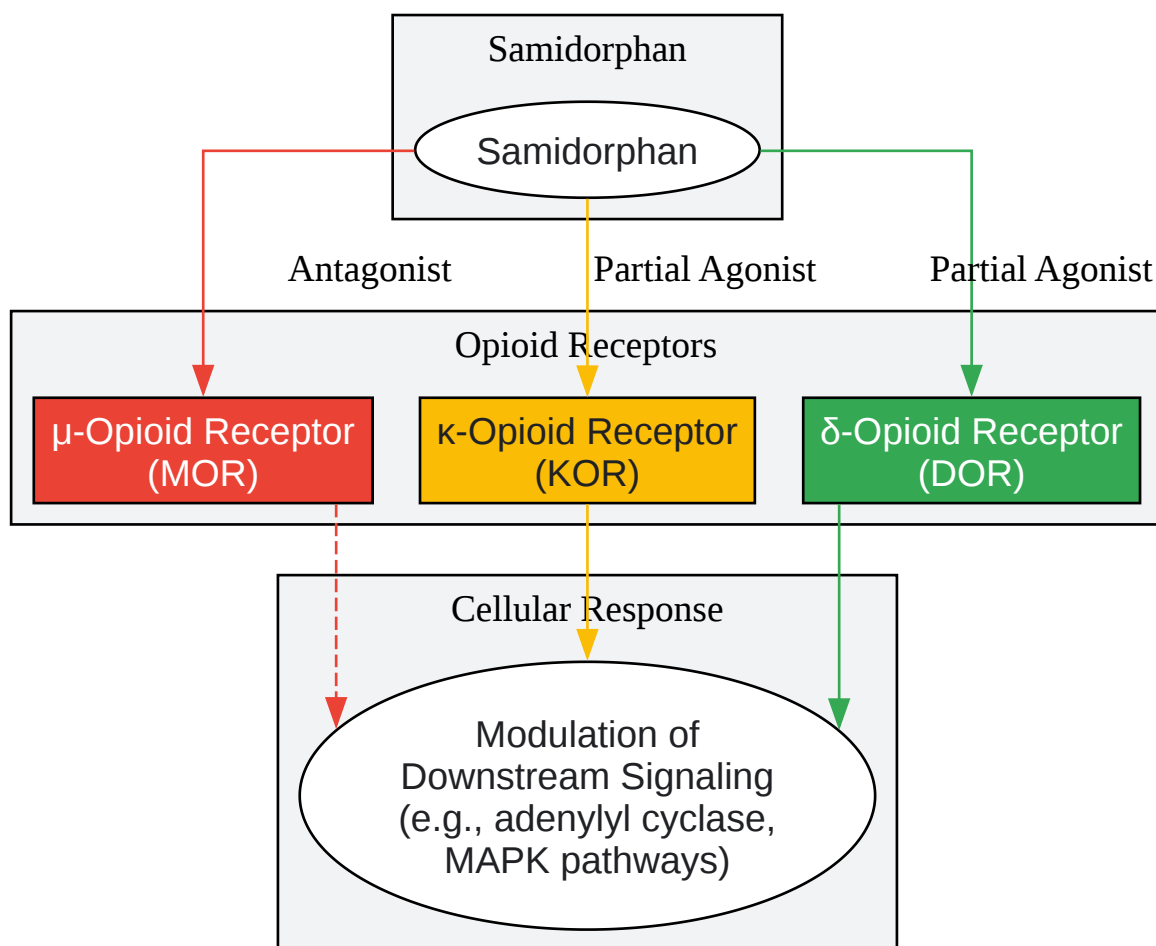 Samidorphan
Samidorphan
Antagonist
Partial Agonist
Partial Agonist
Opioid Receptors
μ-Opioid Receptor
(MOR)
κ-Opioid Receptor
(KOR)
δ-Opioid Receptor
(DOR)
Cellular Response
Modulation of
Downstream Signaling
(e.g., adenylyl cyclase,
MAPK pathways)